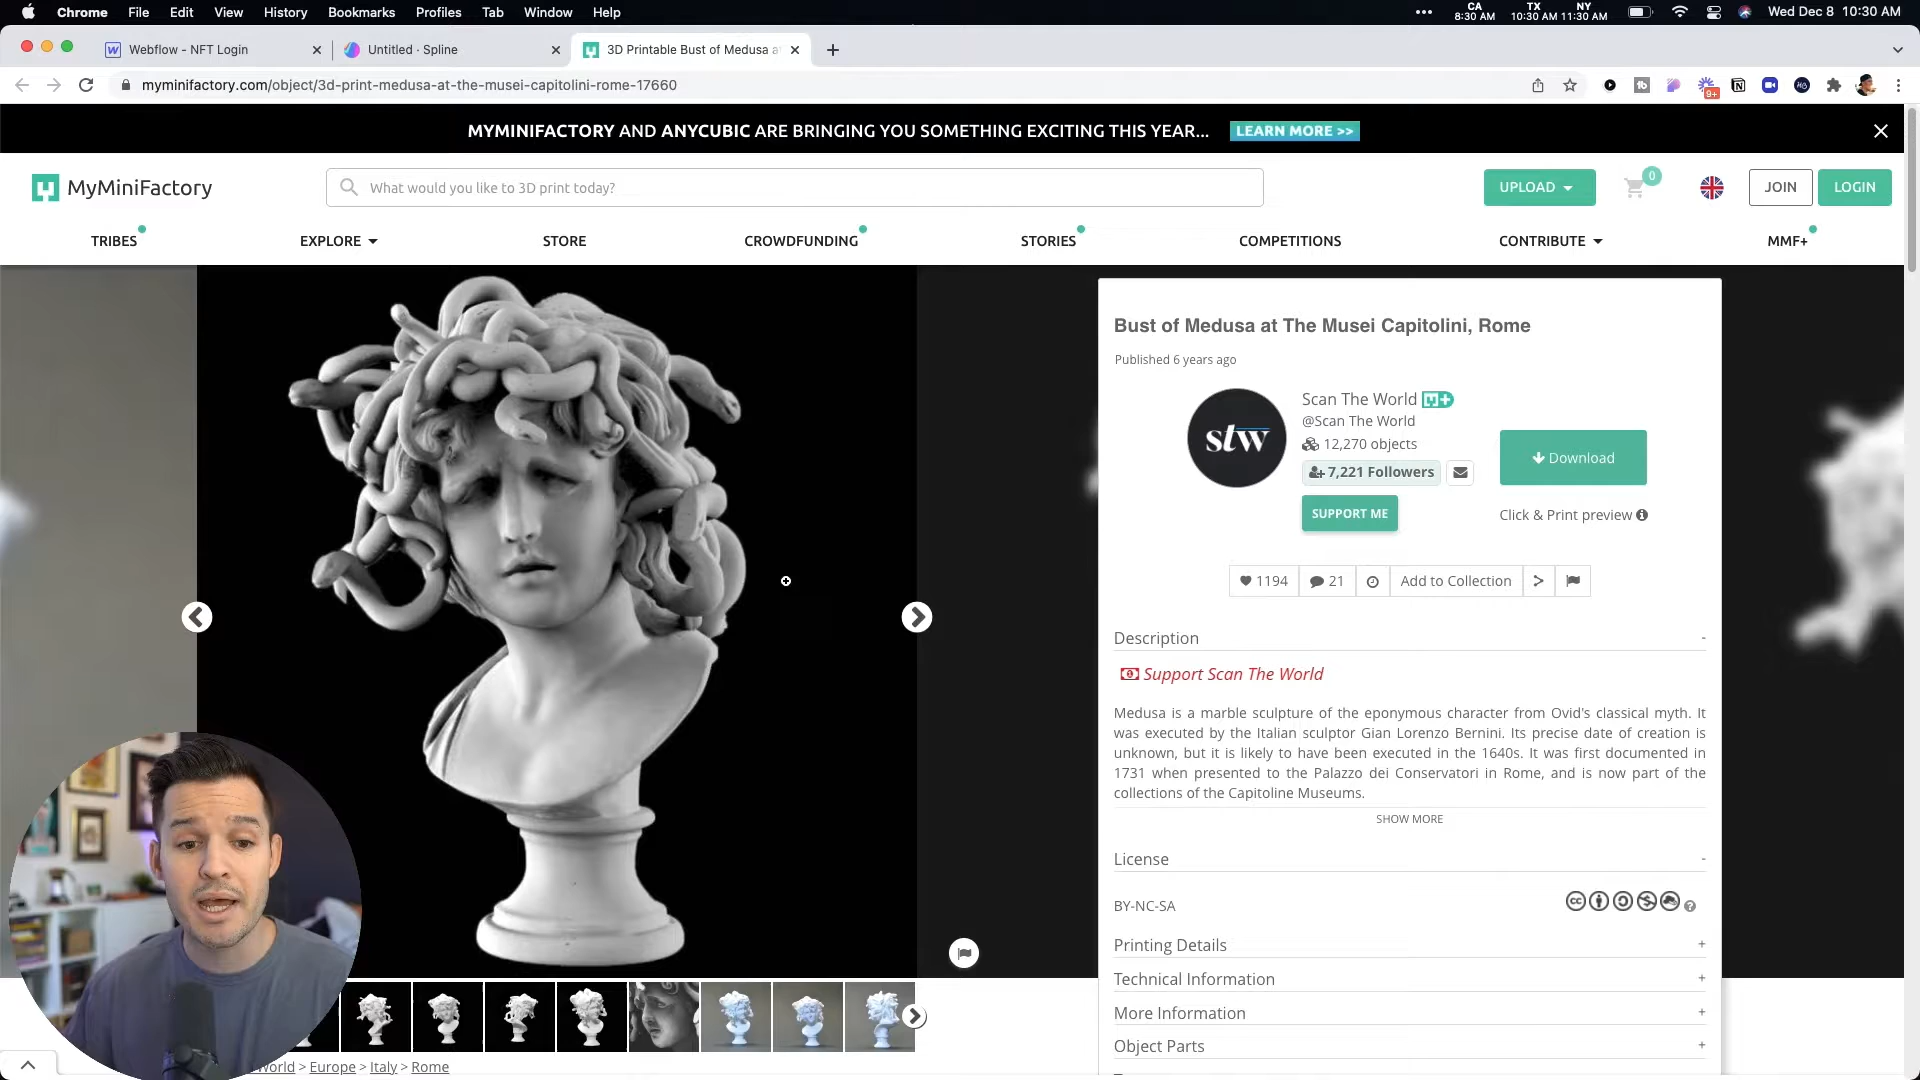 Chrome File Edit View History Bookmarks Profiles Tab Window Help
CA TX NY
8:30 AM 10:30 AM 11:30 AM
Wed Dec 8 10:30 AM
Webflow - NFT Login
Untitled · Spline
3D Printable Bust of Medusa a
myminifactory.com/object/3d-print-medusa-at-the-musei-capitolini-rome-17660
9+
MYMINIFACTORY AND ANYCUBIC ARE BRINGING YOU SOMETHING EXCITING THIS YEAR... LEARN MORE >>
MyMiniFactory
What would you like to 3D print today?
UPLOAD
0
JOIN
LOGIN
TRIBES EXPLORE STORE CROWDFUNDING STORIES COMPETITIONS CONTRIBUTE MMF+
Bust of Medusa at The Musei Capitolini, Rome
Published 6 years ago
stw
Scan The World
@Scan The World
12,270 objects
7,221 Followers
SUPPORT ME
Download
Click & Print preview
1194 21 Add to Collection
Description -
Support Scan The World
Medusa is a marble sculpture of the eponymous character from Ovid's classical myth. It
was executed by the Italian sculptor Gian Lorenzo Bernini. Its precise date of creation is
unknown, but it is likely to have been executed in the 1640s. It was first documented in
1731 when presented to the Palazzo dei Conservatori in Rome, and is now part of the
collections of the Capitoline Museums.
SHOW MORE
License -
BY-NC-SA
Printing Details +
Technical Information +
More Information +
Object Parts +
World > Europe > Italy > Rome